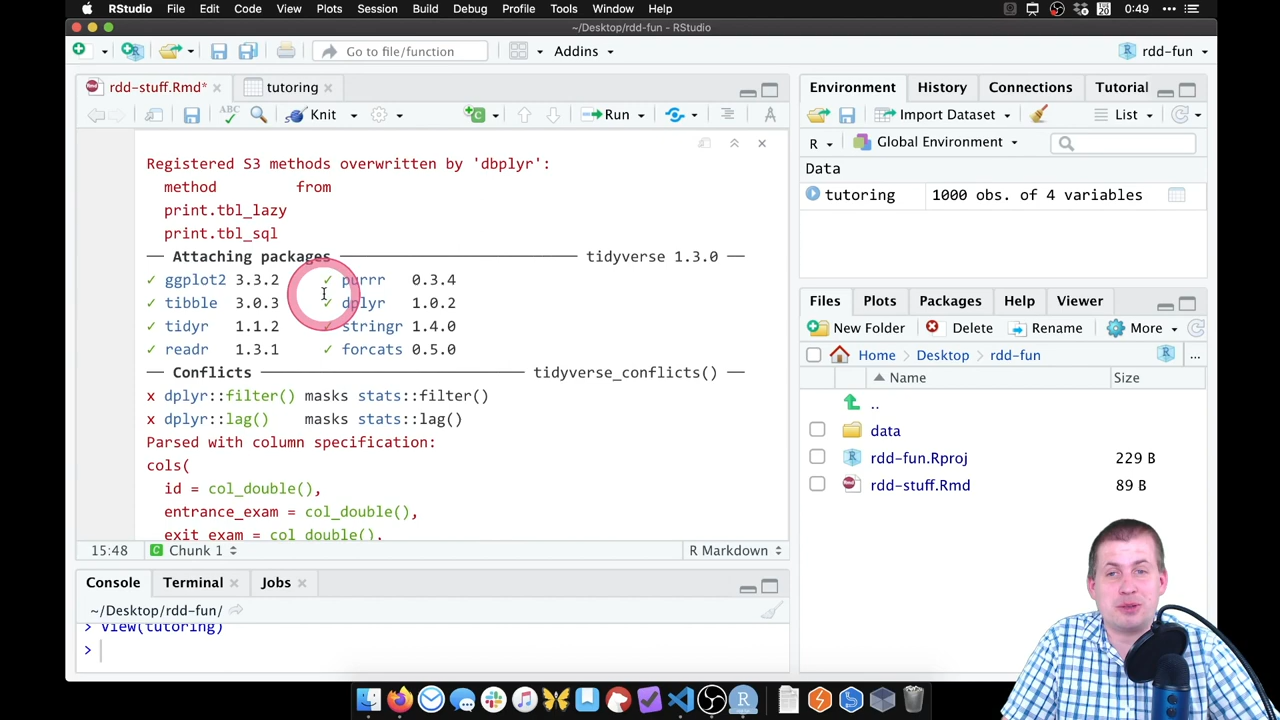 RStudio File Edit Code View Plots Session Build Debug Profile Tools Window Help 0:49
~/Desktop/rdd-fun - RStudio
Go to file/function Addins rdd-fun
rdd-stuff.Rmd* tutoring
ABC Knit Run
Registered S3 methods overwritten by 'dbplyr':
method from
print.tbl_lazy
print.tbl_sql
── Attaching packages ── tidyverse 1.3.0 ──
✓ ggplot2 3.3.2 ✓ purrr 0.3.4
✓ tibble 3.0.3 ✓ dplyr 1.0.2
✓ tidyr 1.1.2 ✓ stringr 1.4.0
✓ readr 1.3.1 ✓ forcats 0.5.0
── Conflicts ── tidyverse_conflicts() ──
x dplyr::filter() masks stats::filter()
x dplyr::lag() masks stats::lag()
Parsed with column specification:
cols(
id = col_double(),
entrance_exam = col_double(),
exit_exam = col_double(),
15:48 Chunk 1 R Markdown
Console Terminal Jobs
~/Desktop/rdd-fun/
> View(tutoring)
>
Environment History Connections Tutorial
Import Dataset List
R Global Environment
Data
tutoring 1000 obs. of 4 variables
Files Plots Packages Help Viewer
New Folder Delete Rename More
Home Desktop rdd-fun ...
Name Size
..
data
rdd-fun.Rproj 229 B
rdd-stuff.Rmd 89 B